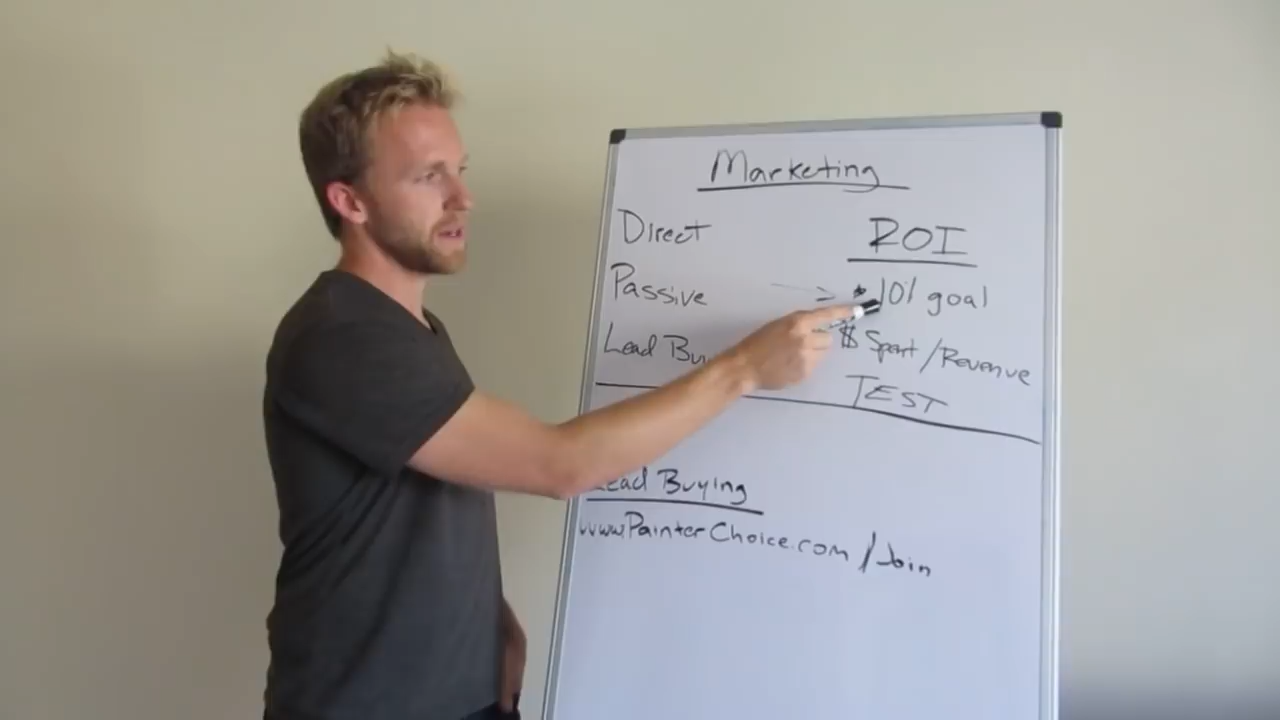 Marketing
Direct
Passive
Lead Bu
ROI
10% goal
$ Spent/Revenue
TEST
Lead Buying
www.PainterChoice.com/Join